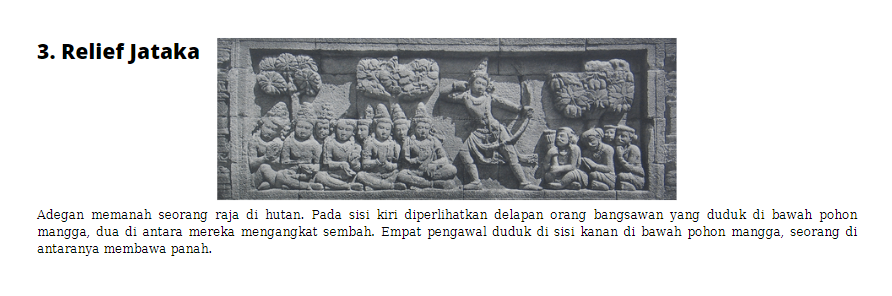 3. Relief Jataka
Adegan memanah seorang raja di hutan. Pada sisi kiri diperlihatkan delapan orang bangsawan yang duduk di bawah pohon
mangga, dua di antara mereka mengangkat sembah. Empat pengawal duduk di sisi kanan di bawah pohon mangga, seorang di
antaranya membawa panah.